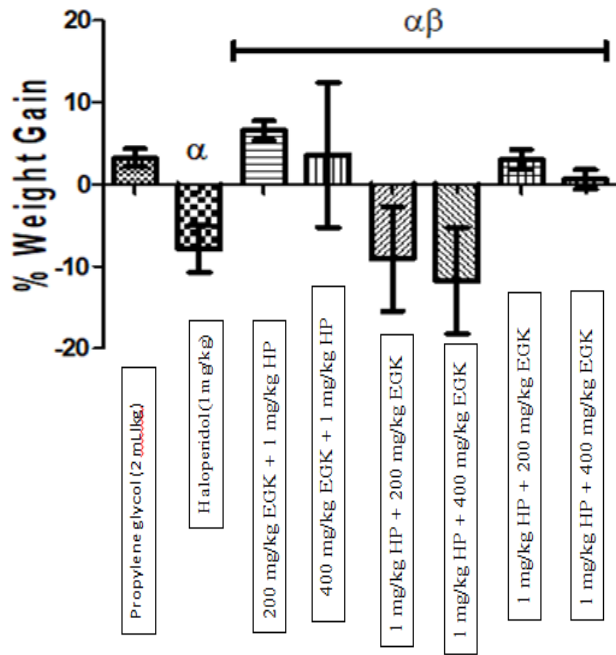 αβ
20
10
0
-10
-20
% Weight Gain
α
Propylene glycol (2 mL/kg)
Haloperidol (1 mg/kg)
200 mg/kg EGK + 1 mg/kg HP
400 mg/kg EGK + 1 mg/kg HP
1 mg/kg HP + 200 mg/kg EGK
1 mg/kg HP + 400 mg/kg EGK
1 mg/kg HP + 200 mg/kg EGK
1 mg/kg HP + 400 mg/kg EGK